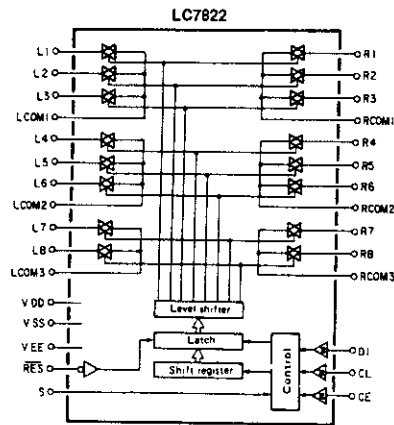 LC7822
L1 R1
L2 R2
L3 R3
LCOM1 RCOM1
L4 R4
L5 R5
L6 R6
LCOM2 RCOM2
L7 R7
L8 R8
LCOM3 RCOM3
VDD
Level shifter
VSS
VEE Latch DI
RES Control CL
Shift register
S CE